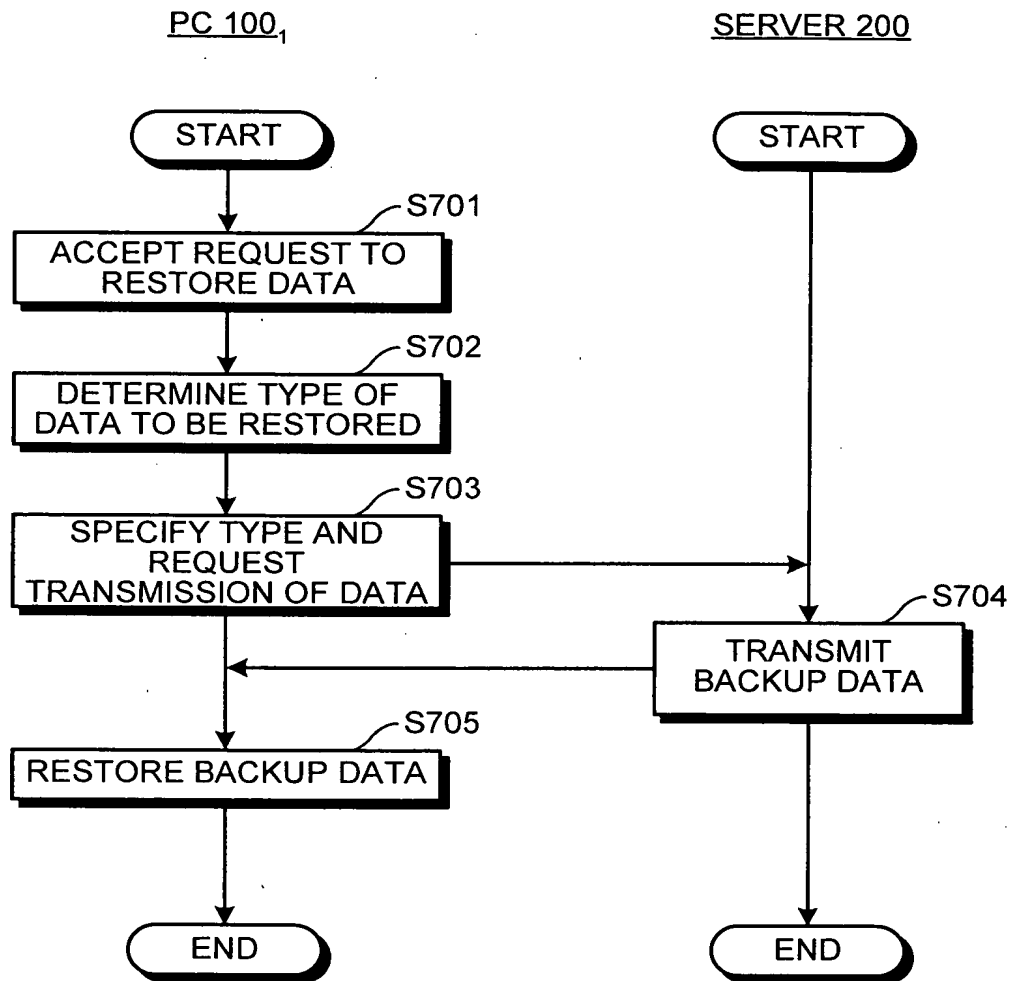 PC 100₁
SERVER 200
START
START
S701
ACCEPT REQUEST TO
RESTORE DATA
S702
DETERMINE TYPE OF
DATA TO BE RESTORED
S703
SPECIFY TYPE AND
REQUEST
TRANSMISSION OF DATA
S704
TRANSMIT
BACKUP DATA
S705
RESTORE BACKUP DATA
END
END